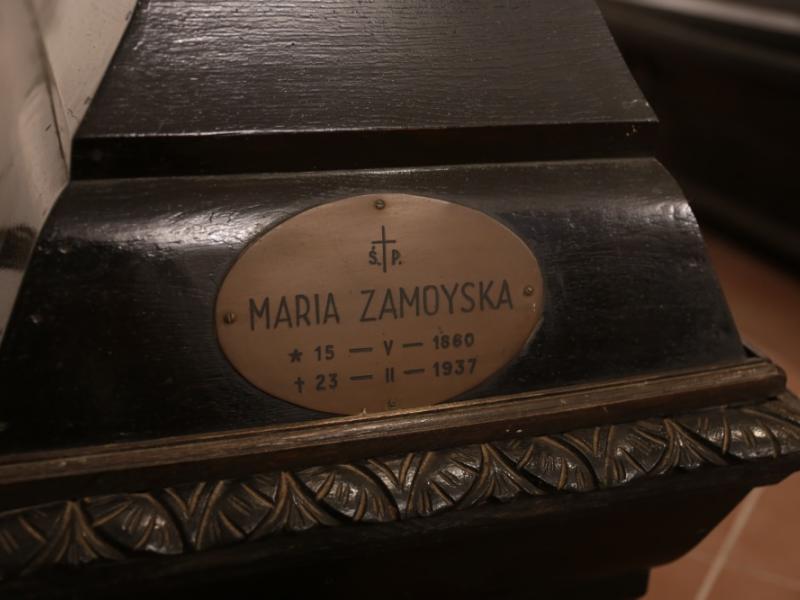 Ś. P.
MARIA ZAMOYSKA
* 15 — V — 1860
† 23 — II — 1937